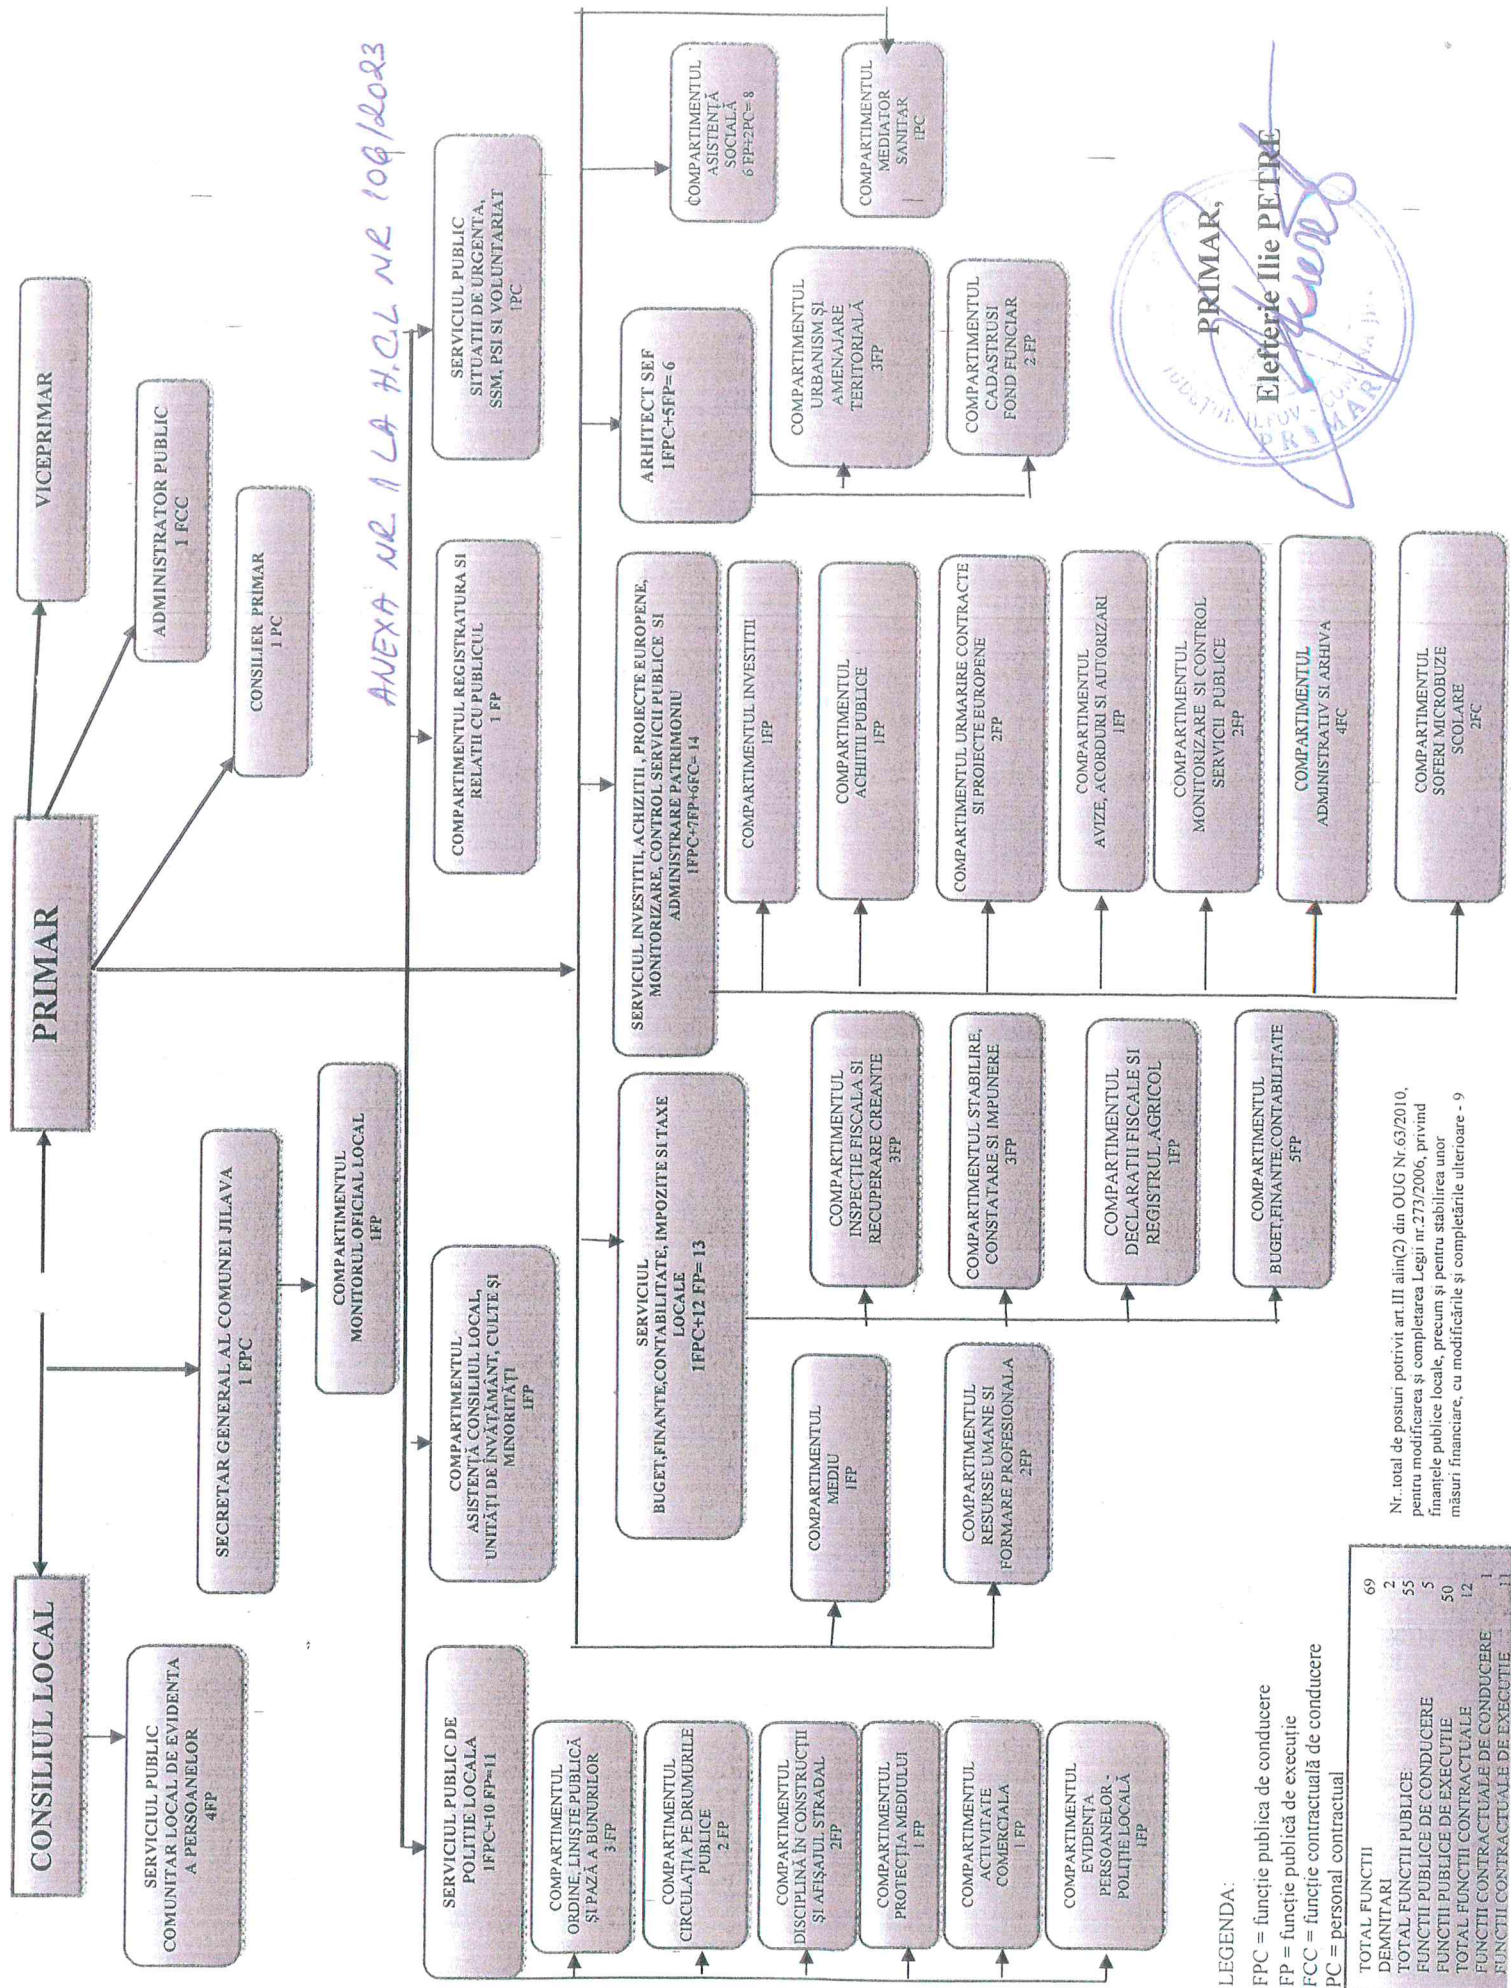 CONSILIUL LOCAL
PRIMAR
VICEPRIMAR
ADMINISTRATOR PUBLIC
1 FCC
CONSILIER PRIMAR
1 PC
SERVICIUL PUBLIC
COMUNITAR LOCAL DE EVIDENTA
A PERSOANELOR
4FP
SECRETAR GENERAL AL COMUNEI JILAVA
1 FPC
COMPARTIMENTUL
MONITORUL OFICIAL LOCAL
1FP
ANEXA NR. 11 LA H.C.L NR 106/2023
SERVICIUL PUBLIC DE
POLITIE LOCALA
1FPC+10 FP=11
COMPARTIMENTUL
ASISTENȚĂ CONSILIUL LOCAL,
UNITĂȚI DE ÎNVĂȚĂMÂNT, CULTE ȘI
MINORITĂȚI
1FP
COMPARTIMENTUL REGISTRATURA SI
RELATII CU PUBLICUL
1 FP
SERVICIUL PUBLIC
SITUATII DE URGENTA,
SSM, PSI SI VOLUNTARIAT
1PC
COMPARTIMENTUL
ORDINE, LINIȘTE PUBLICĂ
ȘI PAZĂ A BUNURILOR
3 FP
COMPARTIMENTUL
CIRCULAȚIA PE DRUMURILE
PUBLICE
2 FP
COMPARTIMENTUL
DISCIPLINĂ ÎN CONSTRUCȚII
ȘI AFIȘAJUL STRADAL
2FP
COMPARTIMENTUL
PROTECȚIA MEDIULUI
1 FP
COMPARTIMENTUL
ACTIVITATE
COMERCIALA
1 FP
COMPARTIMENTUL
EVIDENȚA
PERSOANELOR -
POLIȚIE LOCALĂ
1FP
SERVICIUL
BUGET,FINANTE,CONTABILITATE, IMPOZITE SI TAXE
LOCALE
1FPC+12 FP= 13
COMPARTIMENTUL
MEDIU
1FP
COMPARTIMENTUL
RESURSE UMANE SI
FORMARE PROFESIONALA
2FP
COMPARTIMENTUL
INSPECȚIE FISCALA SI
RECUPERARE CREANTE
3FP
COMPARTIMENTUL STABILIRE,
CONSTATARE SI IMPUNERE
3FP
COMPARTIMENTUL
DECLARATII FISCALE SI
REGISTRUL AGRICOL
1FP
COMPARTIMENTUL
BUGET,FINANTE,CONTABILITATE
5FP
SERVICIUL INVESTITII, ACHIZITII, PROIECTE EUROPENE,
MONITORIZARE, CONTROL SERVICII PUBLICE SI
ADMINISTRARE PATRIMONIU
1FPC+7FP+6FC= 14
COMPARTIMENTUL INVESTITII
1FP
COMPARTIMENTUL
ACHIITII PUBLICE
1FP
COMPARTIMENTUL URMARIRE CONTRACTE
SI PROIECTE EUROPENE
2FP
COMPARTIMENTUL
AVIZE, ACORDURI SI AUTORIZARI
1FP
COMPARTIMENTUL
MONITORIZARE SI CONTROL
SERVICII PUBLICE
2FP
COMPARTIMENTUL
ADMINISTRATIV SI ARHIVA
4FC
COMPARTIMENTUL
SOFERI MICROBUZE
SCOLARE
2FC
ARHITECT SEF
1FPC+5FP= 6
COMPARTIMENTUL
URBANISM ȘI
AMENAJARE
TERITORIALĂ
3FP
COMPARTIMENTUL
CADASTRUSI
FOND FUNCIAR
2 FP
COMPARTIMENTUL
ASISTENȚĂ
SOCIALĂ
6 FP+2PC= 8
COMPARTIMENTUL
MEDIATOR
SANITAR
1PC
LEGENDA:
FPC = funcție publica de conducere
FP = funcție publică de execuție
FCC = funcție contractuală de conducere
PC = personal contractual
TOTAL FUNCTII 69
DEMNITARI 2
TOTAL FUNCTII PUBLICE 55
FUNCTII PUBLICE DE CONDUCERE 5
FUNCTII PUBLICE DE EXECUTIE 50
TOTAL FUNCTII CONTRACTUALE 12
FUNCTII CONTRACTUALE DE CONDUCERE 1
FUNCTII CONTRACTUALE DE EXECUTIE 11
Nr..total de posturi potrivit art.III alin(2) din OUG Nr.63/2010,
pentru modificarea și completarea Legii nr.273/2006, privind
finanțele publice locale, precum și pentru stabilirea unor
măsuri financiare, cu modificările și completările ulterioare - 9
PRIMAR,
Elefterie Ilie PETRE
JUDEȚUL ILFOV
PRIMAR